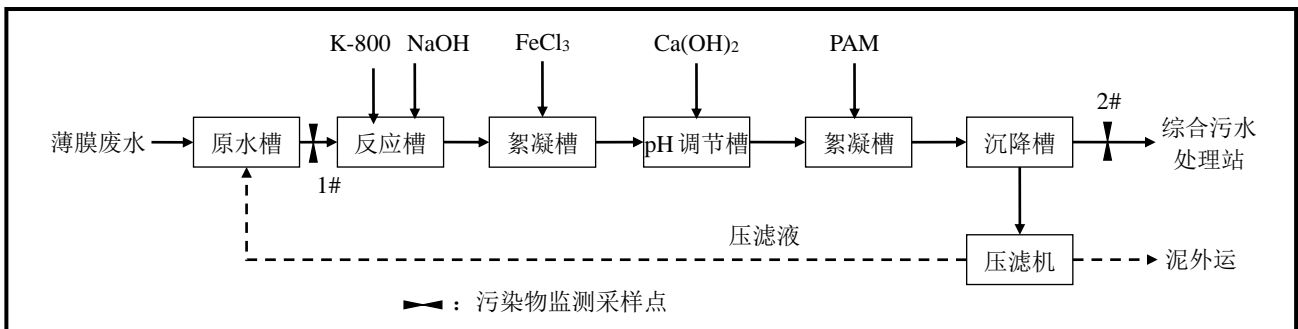 K-800 NaOH FeCl₃ Ca(OH)₂ PAM
2#
薄膜废水 原水槽 反应槽 絮凝槽 pH 调节槽 絮凝槽 沉降槽 综合污水
处理站
1#
压滤液
压滤机 泥外运
：污染物监测采样点